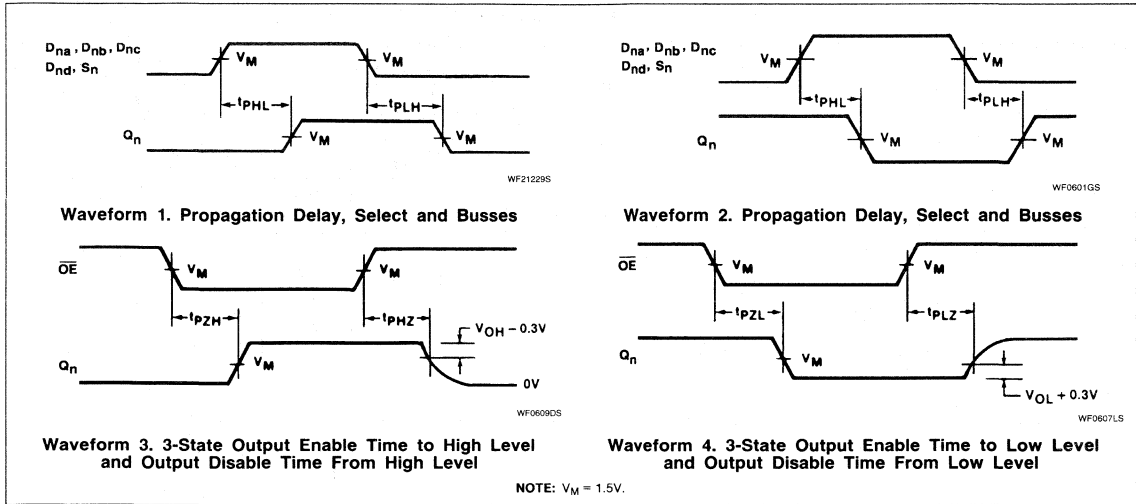 Dna, Dnb, Dnc
Dnd, Sn
VM
VM
tPHL
tPLH
Qn
VM
VM
WF21229S
Waveform 1. Propagation Delay, Select and Busses
Dna, Dnb, Dnc
Dnd, Sn
VM
VM
tPHL
tPLH
Qn
VM
VM
WF0601GS
Waveform 2. Propagation Delay, Select and Busses
OE
VM
VM
tPZH
tPHZ
VOH – 0.3V
Qn
VM
0V
WF0609DS
Waveform 3. 3-State Output Enable Time to High Level
and Output Disable Time From High Level
OE
VM
VM
tPZL
tPLZ
Qn
VM
VOL + 0.3V
WF0607LS
Waveform 4. 3-State Output Enable Time to Low Level
and Output Disable Time From Low Level
NOTE: VM = 1.5V.